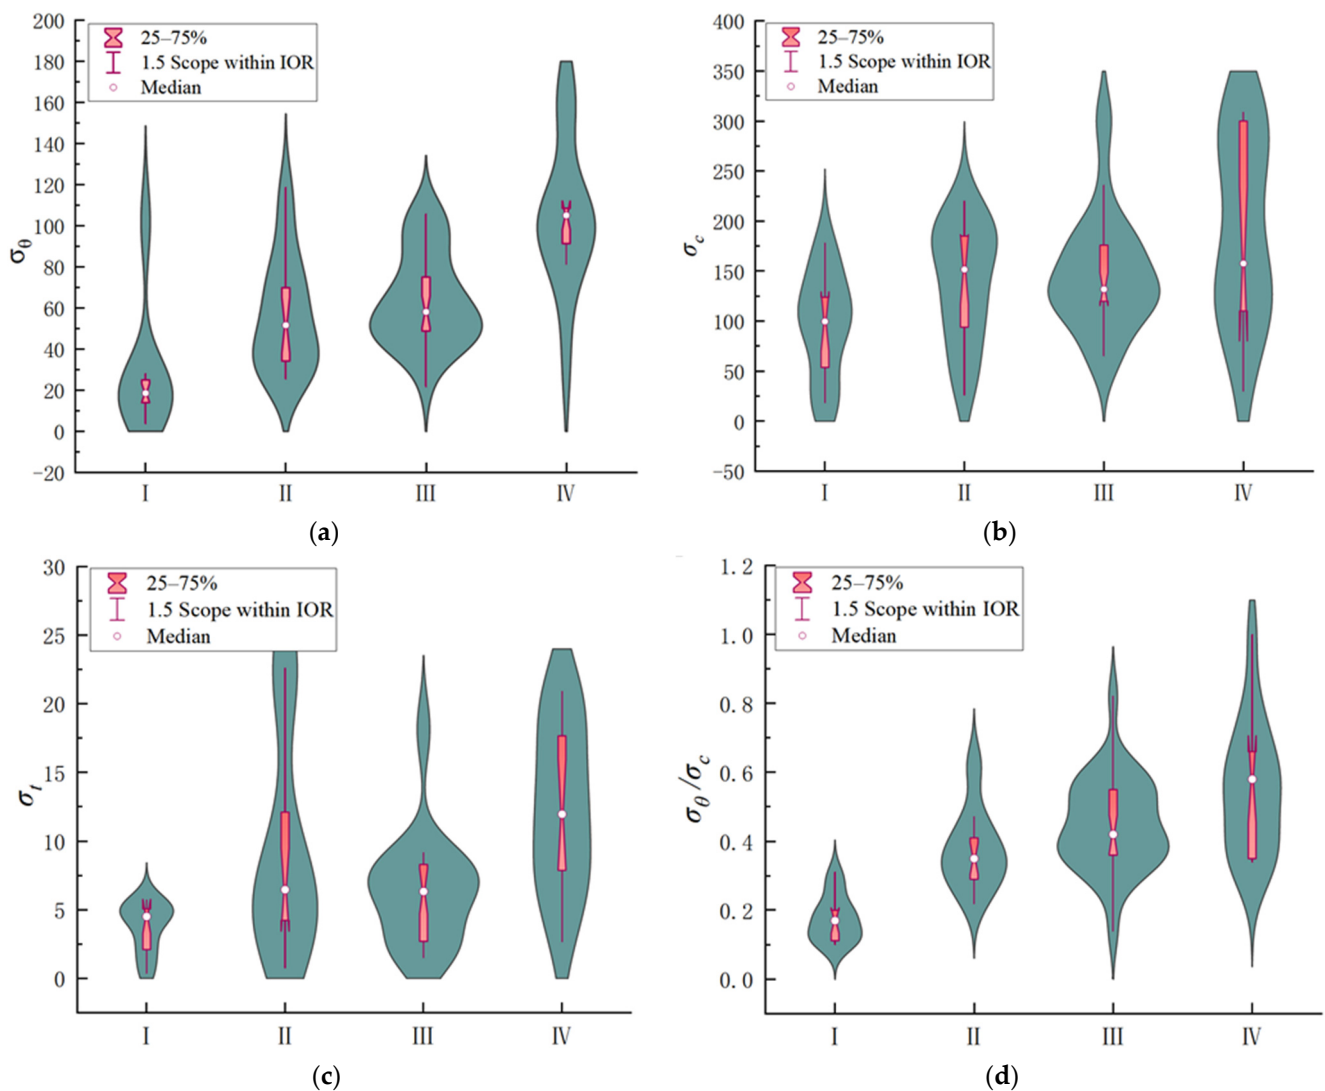 200
180
160
140
120
100
80
60
40
20
0
−20
σθ
25–75%
1.5 Scope within IOR
Median
I II III IV
(a)
400
350
300
250
200
150
100
50
0
−50
σc
25–75%
1.5 Scope within IOR
Median
I II III IV
(b)
30
25
20
15
10
5
0
σt
25–75%
1.5 Scope within IOR
Median
I II III IV
(c)
1.2
1.0
0.8
0.6
0.4
0.2
0.0
σθ/σc
25–75%
1.5 Scope within IOR
Median
I II III IV
(d)